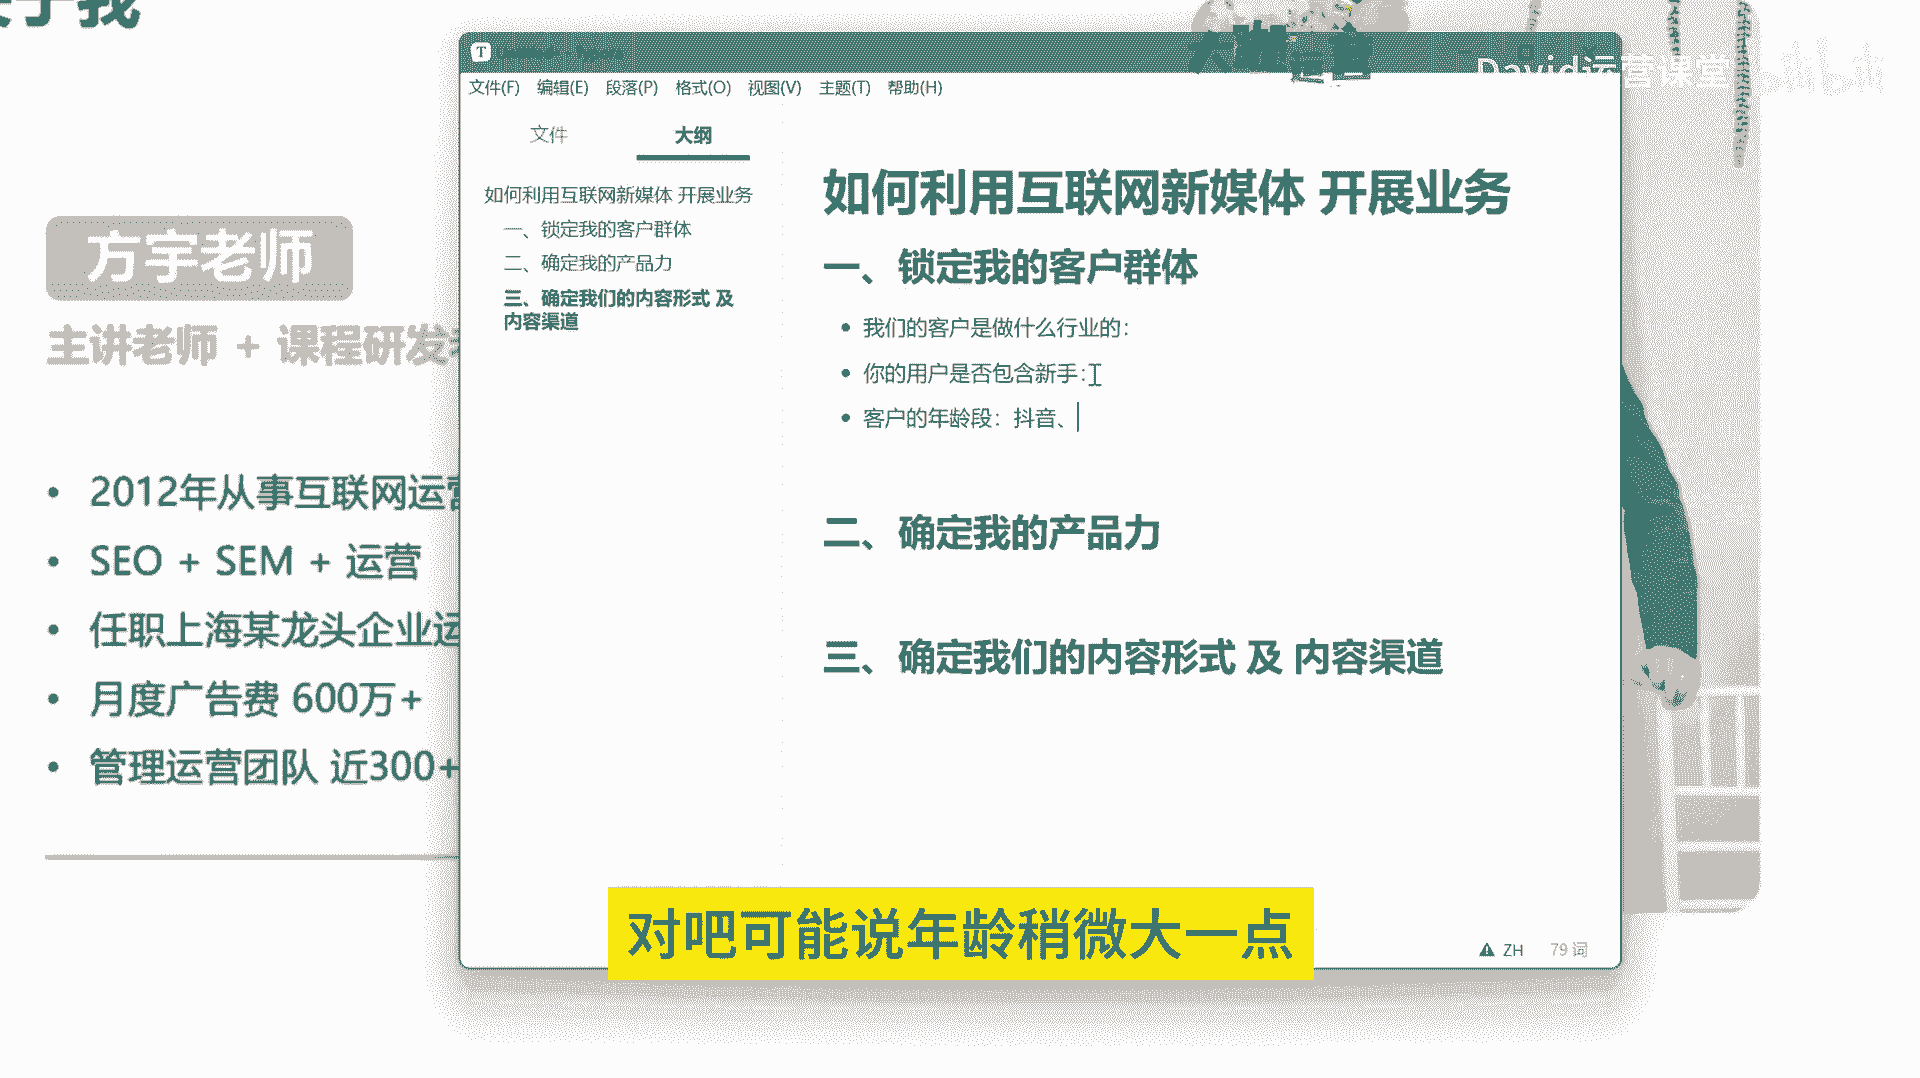 方宇老师
主讲老师 + 课程研发
2012年从事互联网运营
SEO + SEM + 运营
任职上海某龙头企业运
月度广告费 600万+
管理运营团队 近300+
David运营课堂
bilibili
文件(F) 编辑(E) 段落(P) 格式(O) 视图(V) 主题(T) 帮助(H)
文件 大纲
如何利用互联网新媒体 开展业务
一、锁定我的客户群体
二、确定我的产品力
三、确定我们的内容形式 及
内容渠道
如何利用互联网新媒体 开展业务
一、锁定我的客户群体
我们的客户是做什么行业的:
你的用户是否包含新手:
客户的年龄段：抖音、
二、确定我的产品力
三、确定我们的内容形式 及 内容渠道
ZH 79 词
对吧可能说年龄稍微大一点